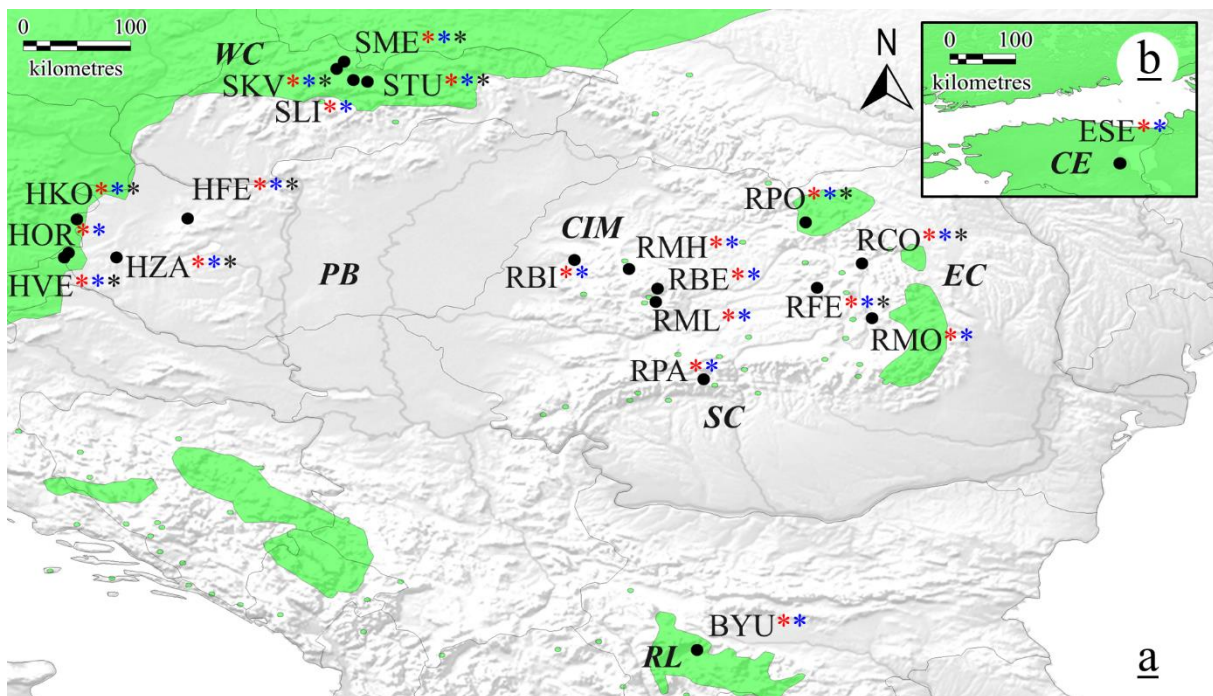 0 100
kilometres
WC
SME***
SKV***
STU***
SLI**
N
0 100
kilometres
b
ESE**
CE
HKO***
HFE***
HOR**
HZA***
HVE***
PB
CIM
RBI**
RMH**
RBE**
RML**
RPO***
RCO***
EC
RFE***
RMO**
RPA**
SC
BYU**
RL
a